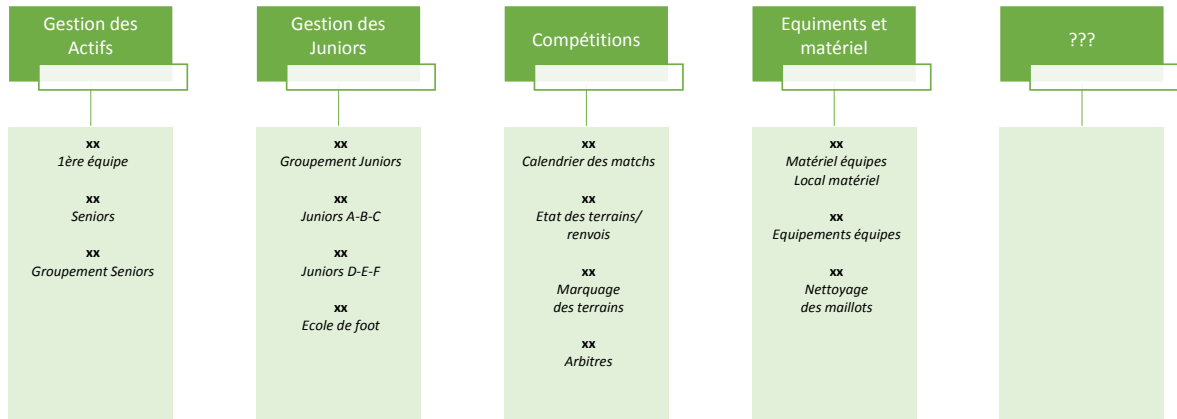 Gestion des
Actifs
xx
1ère équipe
xx
Seniors
xx
Groupement Seniors
Gestion des
Juniors
xx
Groupement Juniors
xx
Juniors A-B-C
xx
Juniors D-E-F
xx
Ecole de foot
Compétitions
xx
Calendrier des matchs
xx
Etat des terrains/
renvois
xx
Marquage
des terrains
xx
Arbitres
Equiments et
matériel
xx
Matériel équipes
Local matériel
xx
Equipements équipes
xx
Nettoyage
des maillots
???